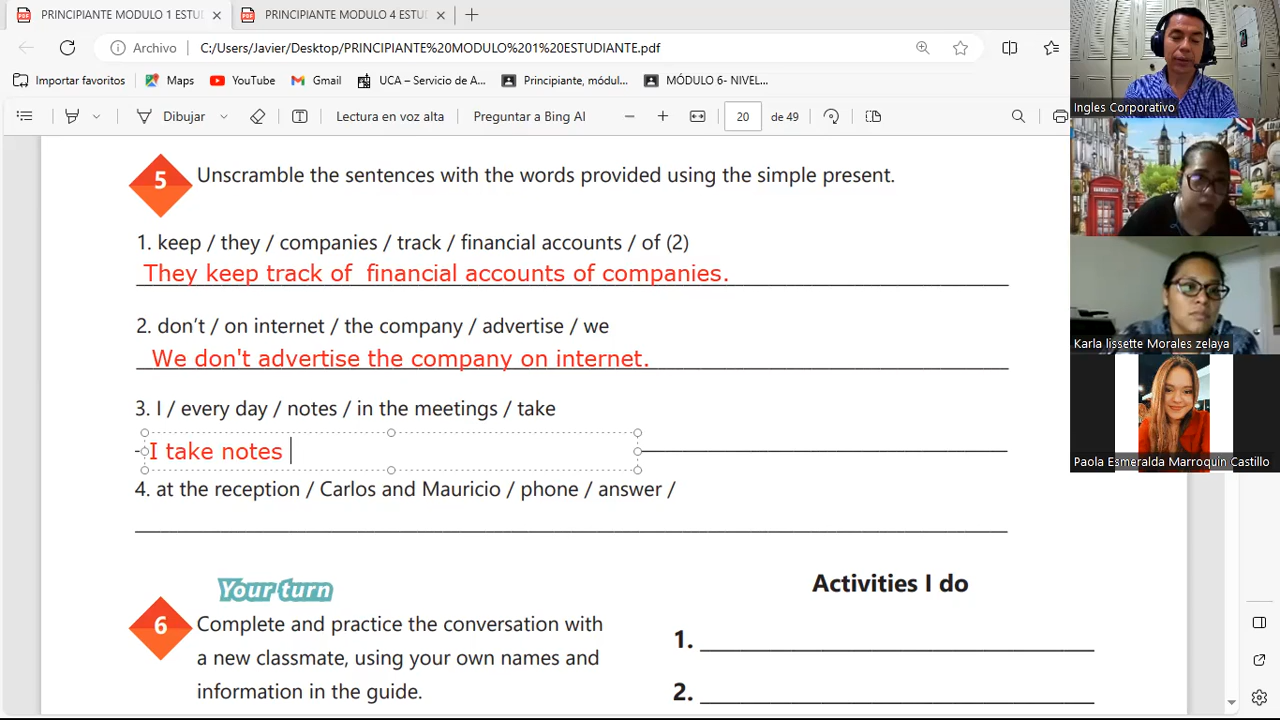 PRINCIPIANTE MODULO 1 ESTUI
PRINCIPIANTE MODULO 4 ESTUI
Archivo
C:/Users/Javier/Desktop/PRINCIPIANTE%20MODULO%201%20ESTUDIANTE.pdf
Importar favoritos
Maps
YouTube
Gmail
UCA – Servicio de A...
Principiante, módul...
MÓDULO 6- NIVEL...
Dibujar
Lectura en voz alta
Preguntar a Bing AI
20
de 49
5
Unscramble the sentences with the words provided using the simple present.
1. keep / they / companies / track / financial accounts / of (2)
They keep track of financial accounts of companies.
2. don't / on internet / the company / advertise / we
We don't advertise the company on internet.
3. I / every day / notes / in the meetings / take
I take notes
4. at the reception / Carlos and Mauricio / phone / answer /
Your turn
Activities I do
6
Complete and practice the conversation with
a new classmate, using your own names and
information in the guide.
1.
2.
Ingles Corporativo
Karla lissette Morales zelaya
Paola Esmeralda Marroquin Castillo